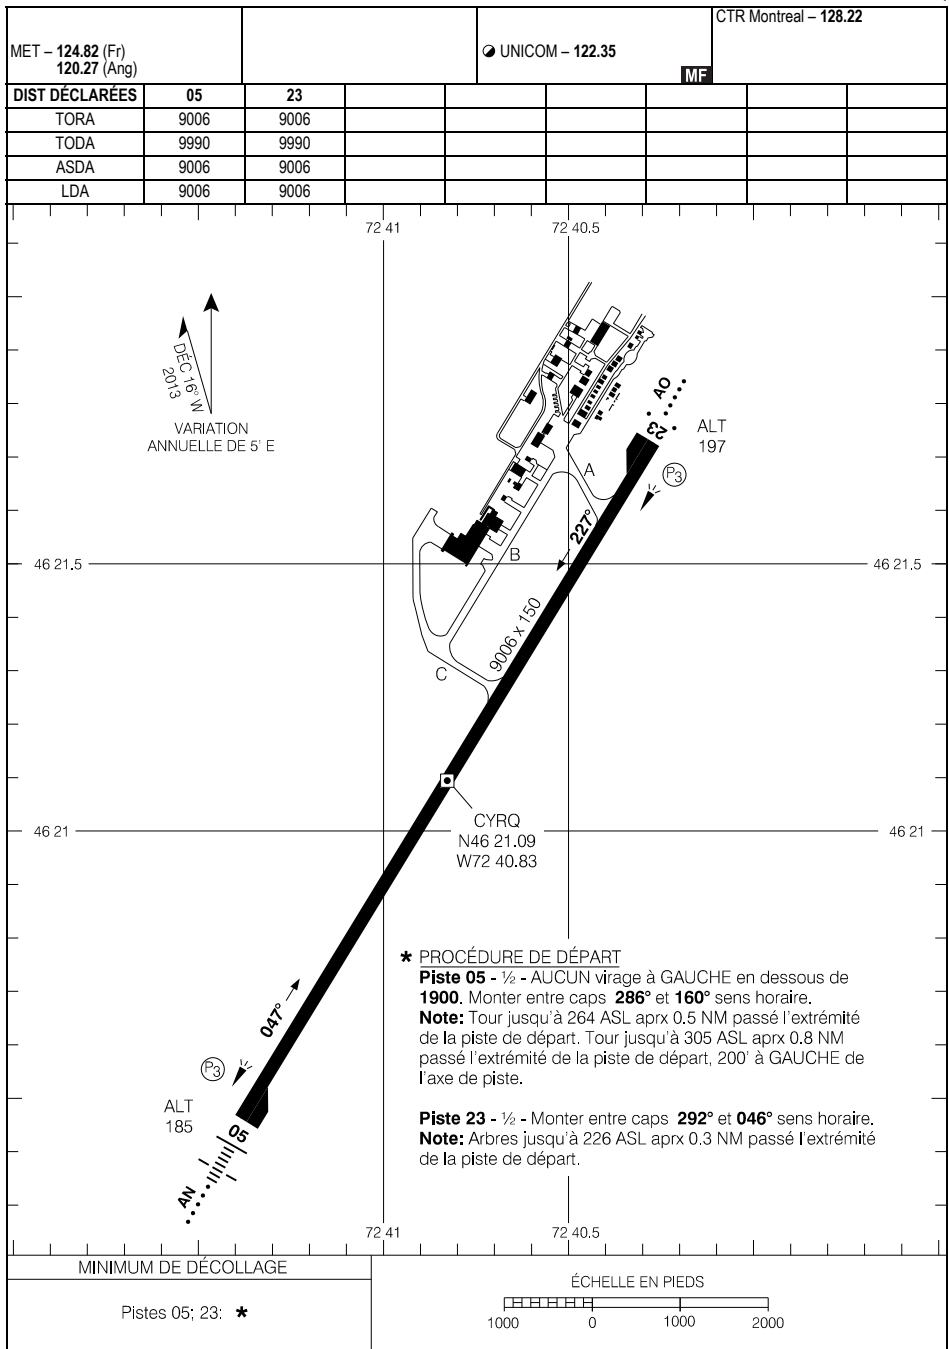 CTR Montreal – 128.22
MET – 124.82 (Fr)
120.27 (Ang)
UNICOM – 122.35
MF
DIST DÉCLARÉES 05 23
TORA 9006 9006
TODA 9990 9990
ASDA 9006 9006
LDA 9006 9006
72 41 72 40.5
DÉC 16° W
2013
VARIATION
ANNUELLE DE 5' E
AO
23
ALT
197
P3
A
227°
B
46 21.5 46 21.5
9006 x 150
C
CYRQ
N46 21.09
W72 40.83
46 21 46 21
* PROCÉDURE DE DÉPART
Piste 05 - ½ - AUCUN virage à GAUCHE en dessous de
1900. Monter entre caps 286° et 160° sens horaire.
Note: Tour jusqu'à 264 ASL aprx 0.5 NM passé l'extrémité
de la piste de départ. Tour jusqu'à 305 ASL aprx 0.8 NM
passé l'extrémité de la piste de départ, 200' à GAUCHE de
l'axe de piste.
Piste 23 - ½ - Monter entre caps 292° et 046° sens horaire.
Note: Arbres jusqu'à 226 ASL aprx 0.3 NM passé l'extrémité
de la piste de départ.
047°
P3
ALT
185
05
AN
72 41 72 40.5
MINIMUM DE DÉCOLLAGE
Pistes 05; 23: *
ÉCHELLE EN PIEDS
1000 0 1000 2000